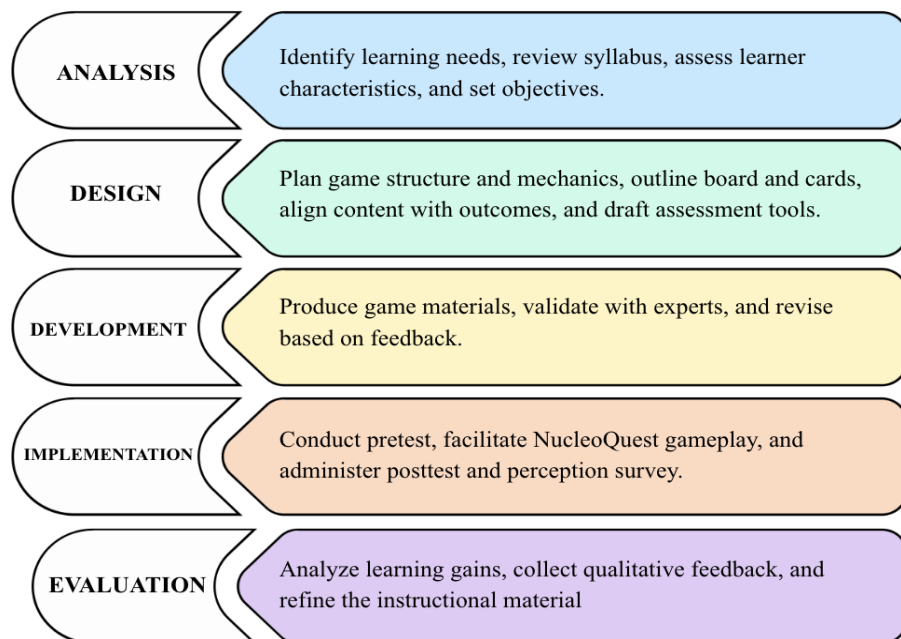 ANALYSIS
Identify learning needs, review syllabus, assess learner
characteristics, and set objectives.
DESIGN
Plan game structure and mechanics, outline board and cards,
align content with outcomes, and draft assessment tools.
DEVELOPMENT
Produce game materials, validate with experts, and revise
based on feedback.
IMPLEMENTATION
Conduct pretest, facilitate NucleoQuest gameplay, and
administer posttest and perception survey.
EVALUATION
Analyze learning gains, collect qualitative feedback, and
refine the instructional material